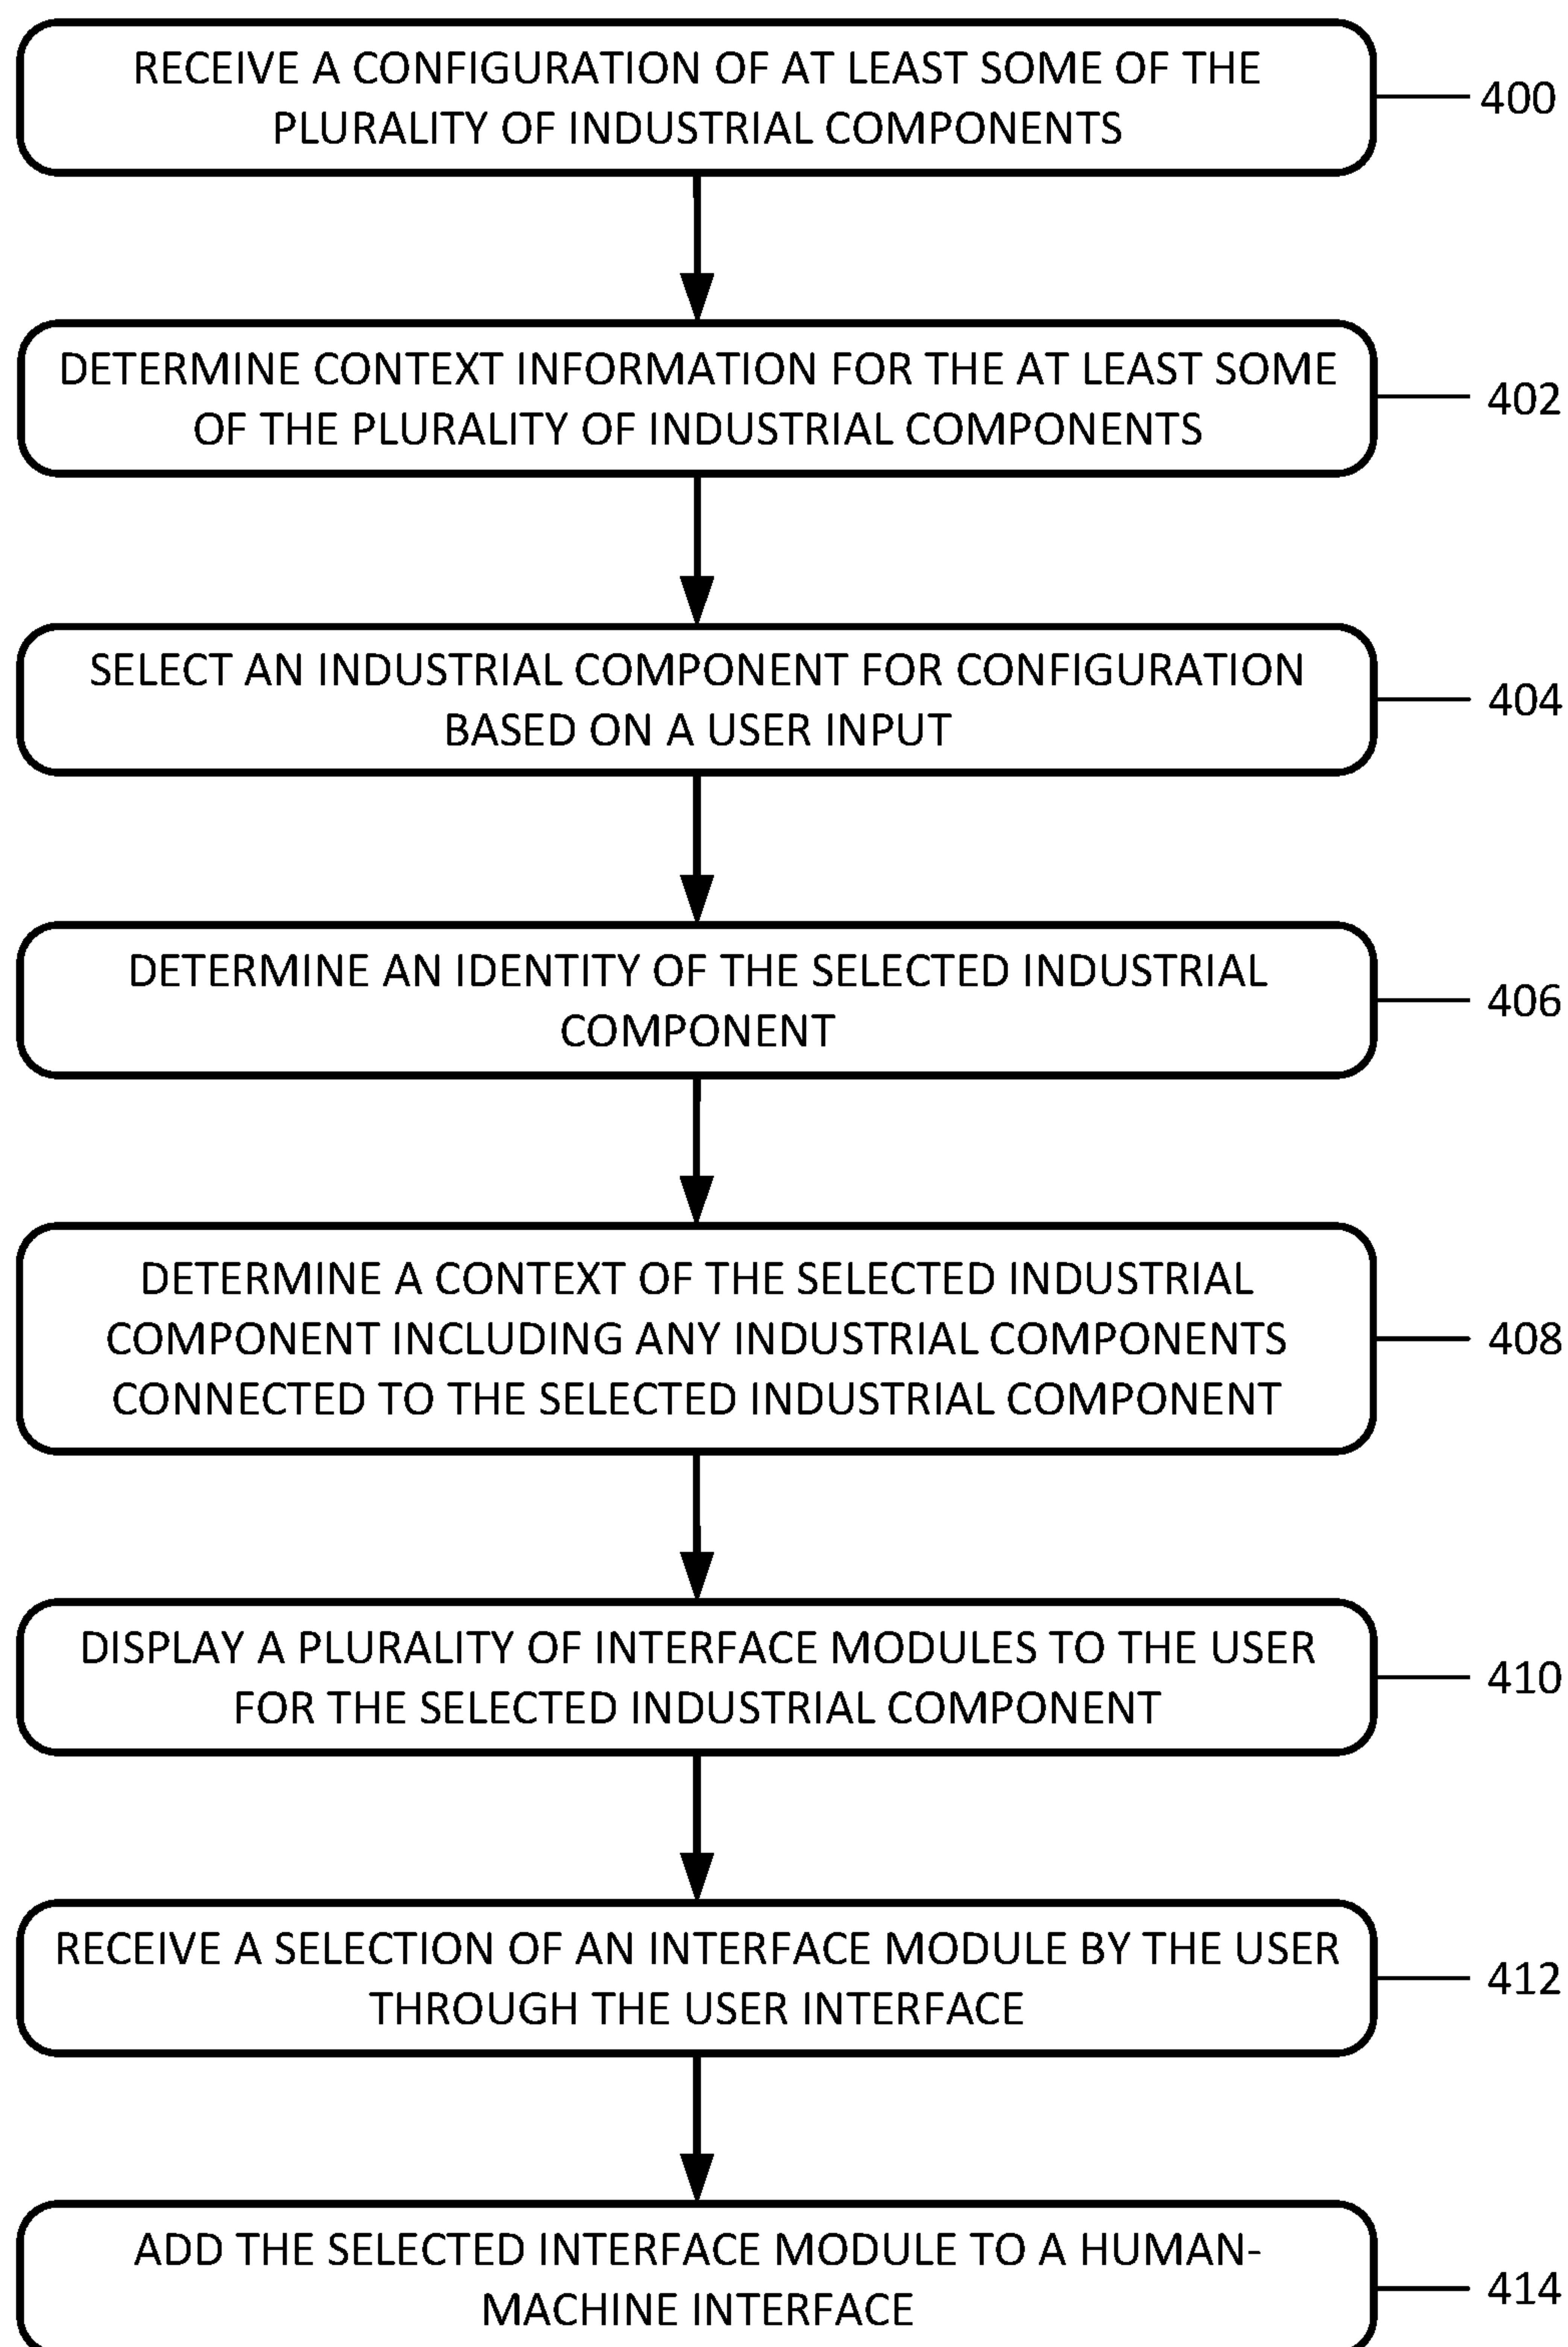 RECEIVE A CONFIGURATION OF AT LEAST SOME OF THE
PLURALITY OF INDUSTRIAL COMPONENTS
400
DETERMINE CONTEXT INFORMATION FOR THE AT LEAST SOME
OF THE PLURALITY OF INDUSTRIAL COMPONENTS
402
SELECT AN INDUSTRIAL COMPONENT FOR CONFIGURATION
BASED ON A USER INPUT
404
DETERMINE AN IDENTITY OF THE SELECTED INDUSTRIAL
COMPONENT
406
DETERMINE A CONTEXT OF THE SELECTED INDUSTRIAL
COMPONENT INCLUDING ANY INDUSTRIAL COMPONENTS
CONNECTED TO THE SELECTED INDUSTRIAL COMPONENT
408
DISPLAY A PLURALITY OF INTERFACE MODULES TO THE USER
FOR THE SELECTED INDUSTRIAL COMPONENT
410
RECEIVE A SELECTION OF AN INTERFACE MODULE BY THE USER
THROUGH THE USER INTERFACE
412
ADD THE SELECTED INTERFACE MODULE TO A HUMAN-
MACHINE INTERFACE
414